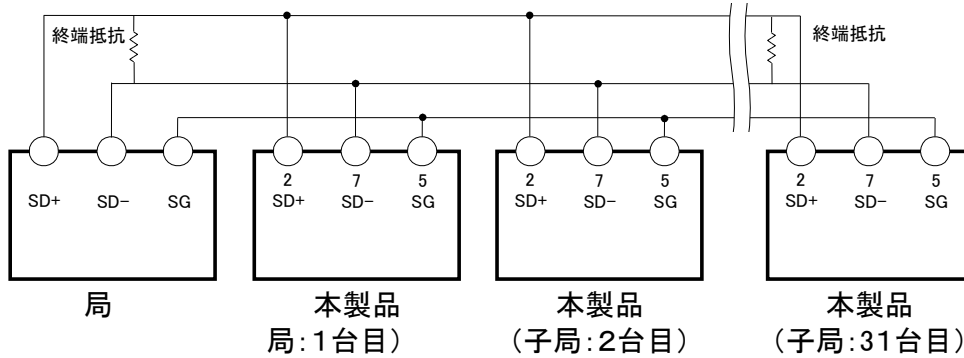 終端抵抗
終端抵抗
SD+ SD- SG
2 7 5
SD+ SD- SG
2 7 5
SD+ SD- SG
2 7 5
SD+ SD- SG
局
本製品
局:1台目)
本製品
(子局:2台目)
本製品
(子局:31台目)